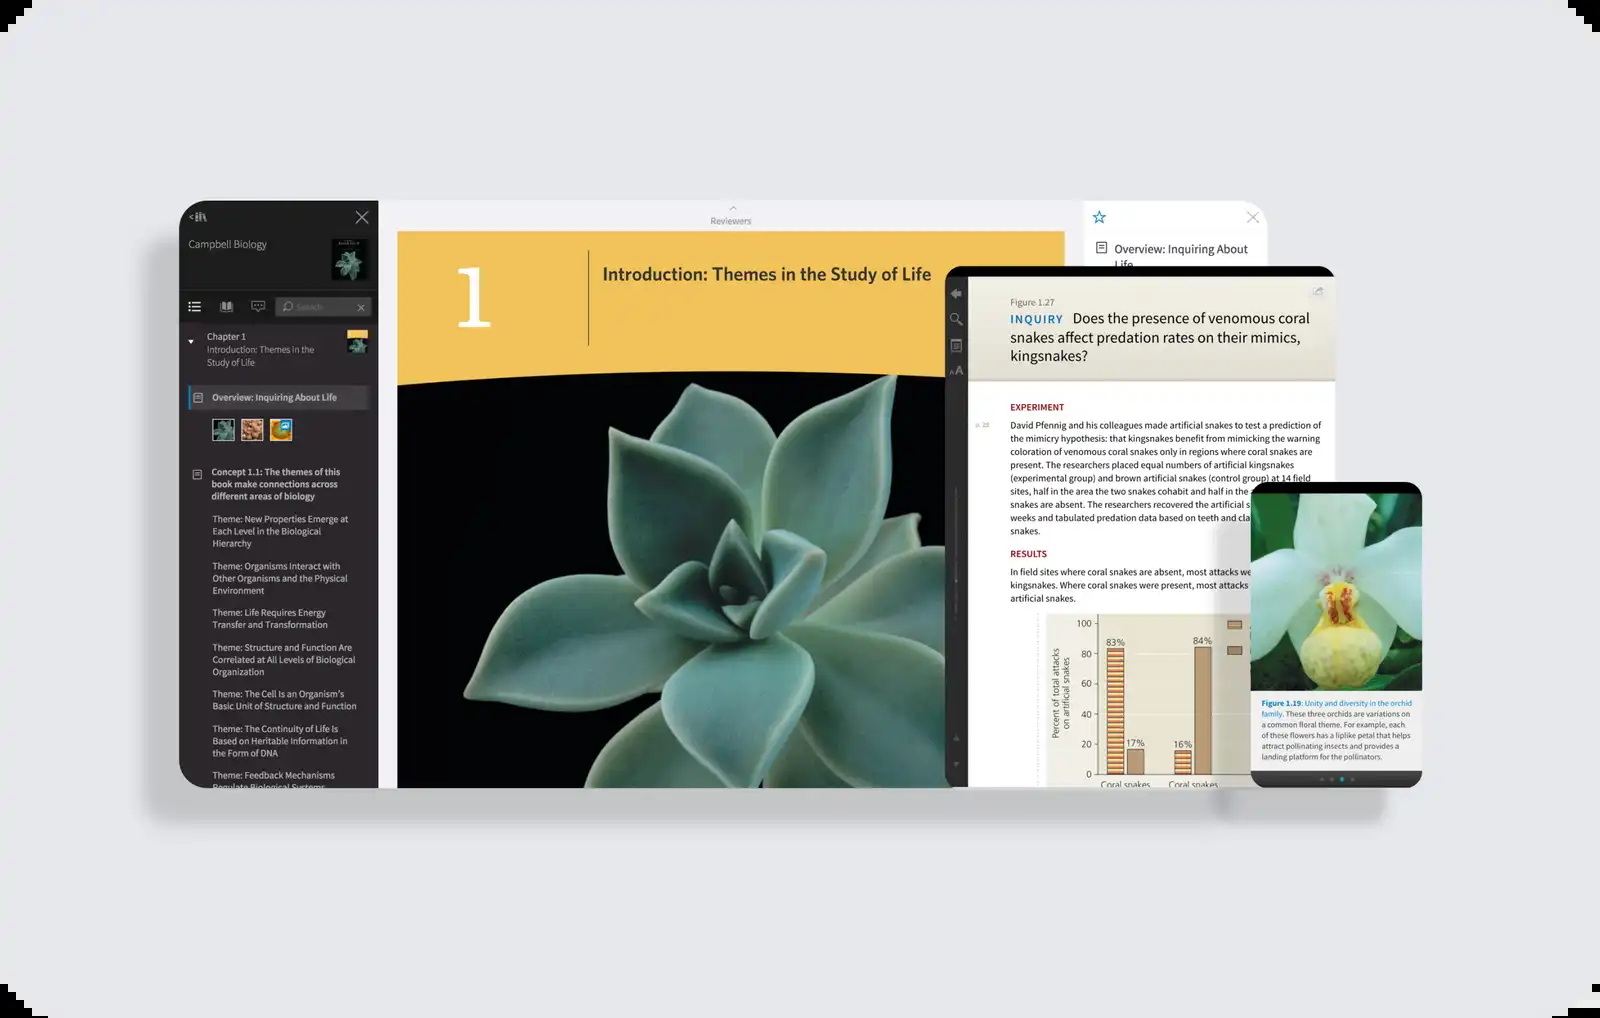 Campbell Biology
Search
Chapter 1
Introduction: Themes in the
Study of Life
Overview: Inquiring About Life
Concept 1.1: The themes of this
book make connections across
different areas of biology
Theme: New Properties Emerge at
Each Level in the Biological
Hierarchy
Theme: Organisms Interact with
Other Organisms and the Physical
Environment
Theme: Life Requires Energy
Transfer and Transformation
Theme: Structure and Function Are
Correlated at All Levels of Biological
Organization
Theme: The Cell Is an Organism's
Basic Unit of Structure and Function
Theme: The Continuity of Life Is
Based on Heritable Information in
the Form of DNA
Theme: Feedback Mechanisms
Regulate Biological Systems
Reviewers
1
Introduction: Themes in the Study of Life
Overview: Inquiring About
Life
AA
Figure 1.27
INQUIRY Does the presence of venomous coral
snakes affect predation rates on their mimics,
kingsnakes?
EXPERIMENT
David Pfennig and his colleagues made artificial snakes to test a prediction of
the mimicry hypothesis: that kingsnakes benefit from mimicking the warning
coloration of venomous coral snakes only in regions where coral snakes are
present. The researchers placed equal numbers of artificial kingsnakes
(experimental group) and brown artificial snakes (control group) at 14 field
sites, half in the area the two snakes cohabit and half in the
snakes are absent. The researchers recovered the artificial s
weeks and tabulated predation data based on teeth and cla
snakes.
RESULTS
In field sites where coral snakes are absent, most attacks we
kingsnakes. Where coral snakes were present, most attacks
artificial snakes.
Percent of total attacks
on artificial snakes
100
80
60
40
20
0
83%
17%
16%
84%
Coral snakes
Coral snakes
Figure 1.19: Unity and diversity in the orchid
family. These three orchids are variations on
a common floral theme. For example, each
of these flowers has a liplike petal that helps
attract pollinating insects and provides a
landing platform for the pollinators.